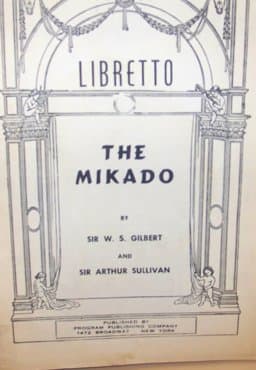 LIBRETTO
THE
MIKADO
BY
SIR W. S. GILBERT
AND
SIR ARTHUR SULLIVAN
PUBLISHED BY
PROGRAM PUBLISHING COMPANY
1472 BROADWAY NEW YORK